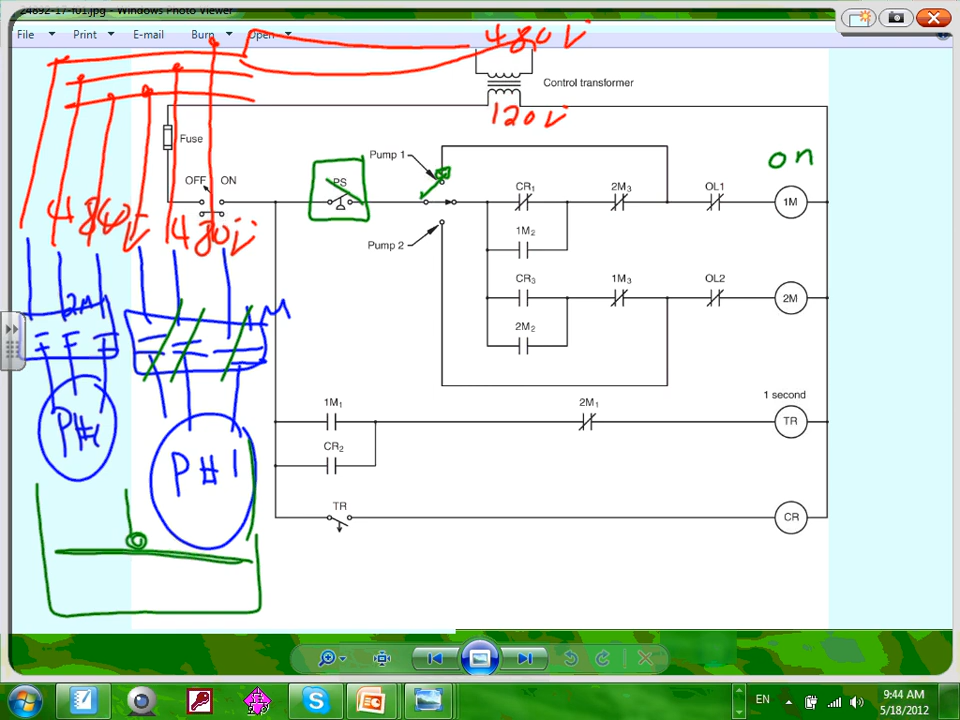 24892-17-f01.jpg - Windows Photo Viewer
File Print E-mail Burn Open
480V
Control transformer
120V
Fuse
OFF ON
PS
Pump 1
Pump 2
on
CR1 2M3 OL1 1M
1M2
CR3 1M3 OL2 2M
2M2
480V 480V
2M 1M
P#1
1 second
1M1 2M1 TR
CR2
TR CR
EN
9:44 AM
5/18/2012